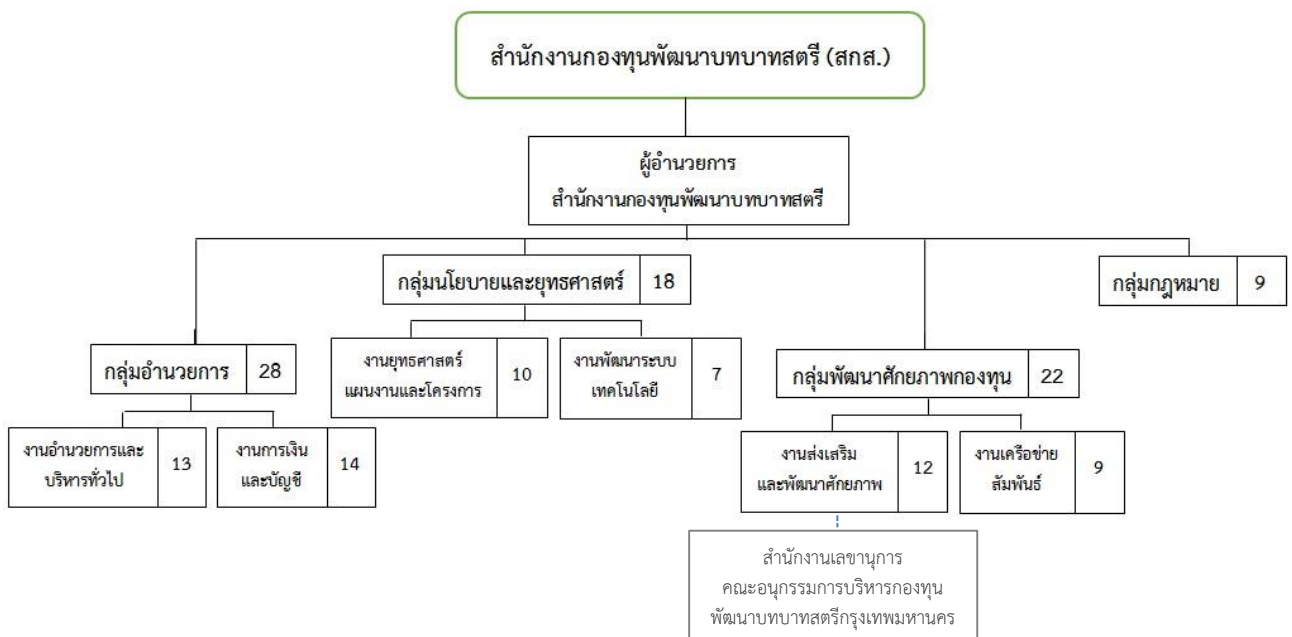 สำนักงานกองทุนพัฒนาบทบาทสตรี (สกส.)
ผู้อำนวยการ
สำนักงานกองทุนพัฒนาบทบาทสตรี
กลุ่มนโยบายและยุทธศาสตร์ 18
กลุ่มกฎหมาย 9
งานยุทธศาสตร์
แผนงานและโครงการ
10
งานพัฒนาระบบ
เทคโนโลยี
7
กลุ่มอำนวยการ 28
กลุ่มพัฒนาศักยภาพกองทุน 22
งานอำนวยการและ
บริหารทั่วไป
13
งานการเงิน
และบัญชี
14
งานส่งเสริม
และพัฒนาศักยภาพ
12
งานเครือข่าย
สัมพันธ์
9
สำนักงานเลขานุการ
คณะอนุกรรมการบริหารกองทุน
พัฒนาบทบาทสตรีกรุงเทพมหานคร